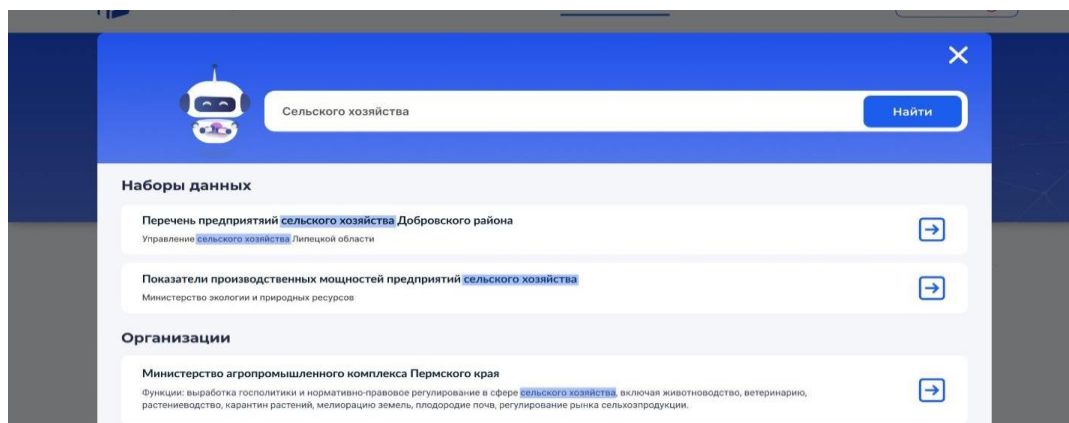 Сельского хозяйства
Найти
Наборы данных
Перечень предприятяий сельского хозяйства Добровского района
Управление сельского хозяйства Липецкой области
Показатели производственных мощностей предприятий сельского хозяйства
Министерство экологии и природных ресурсов
Организации
Министерство агропромышленного комплекса Пермского края
Функции: выработка госполитики и нормативно-правовое регулирование в сфере сельского хозяйства, включая животноводство, ветеринарию,
растениеводство, карантин растений, мелиорацию земель, плодородие почв, регулирование рынка сельхозпродукции.